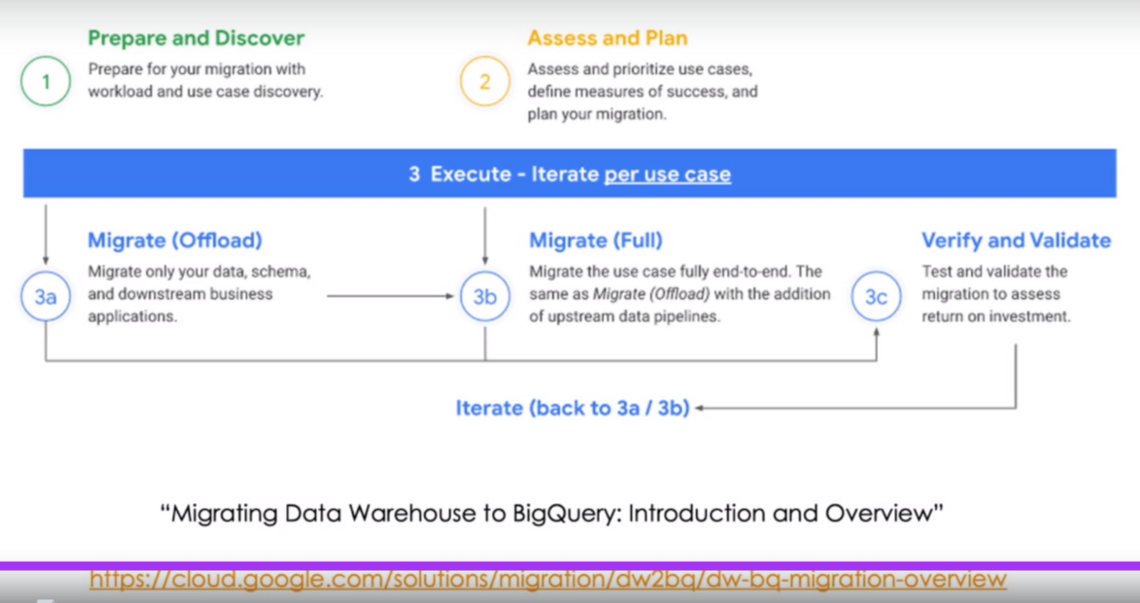 Prepare and Discover
1
Prepare for your migration with
workload and use case discovery.
Assess and Plan
2
Assess and prioritize use cases,
define measures of success, and
plan your migration.
3 Execute - Iterate per use case
Migrate (Offload)
3a
Migrate only your data, schema,
and downstream business
applications.
Migrate (Full)
3b
Migrate the use case fully end-to-end. The
same as Migrate (Offload) with the addition
of upstream data pipelines.
Verify and Validate
3c
Test and validate the
migration to assess
return on investment.
Iterate (back to 3a / 3b)
“Migrating Data Warehouse to BigQuery: Introduction and Overview”
https://cloud.google.com/solutions/migration/dw2bq/dw-bq-migration-overview